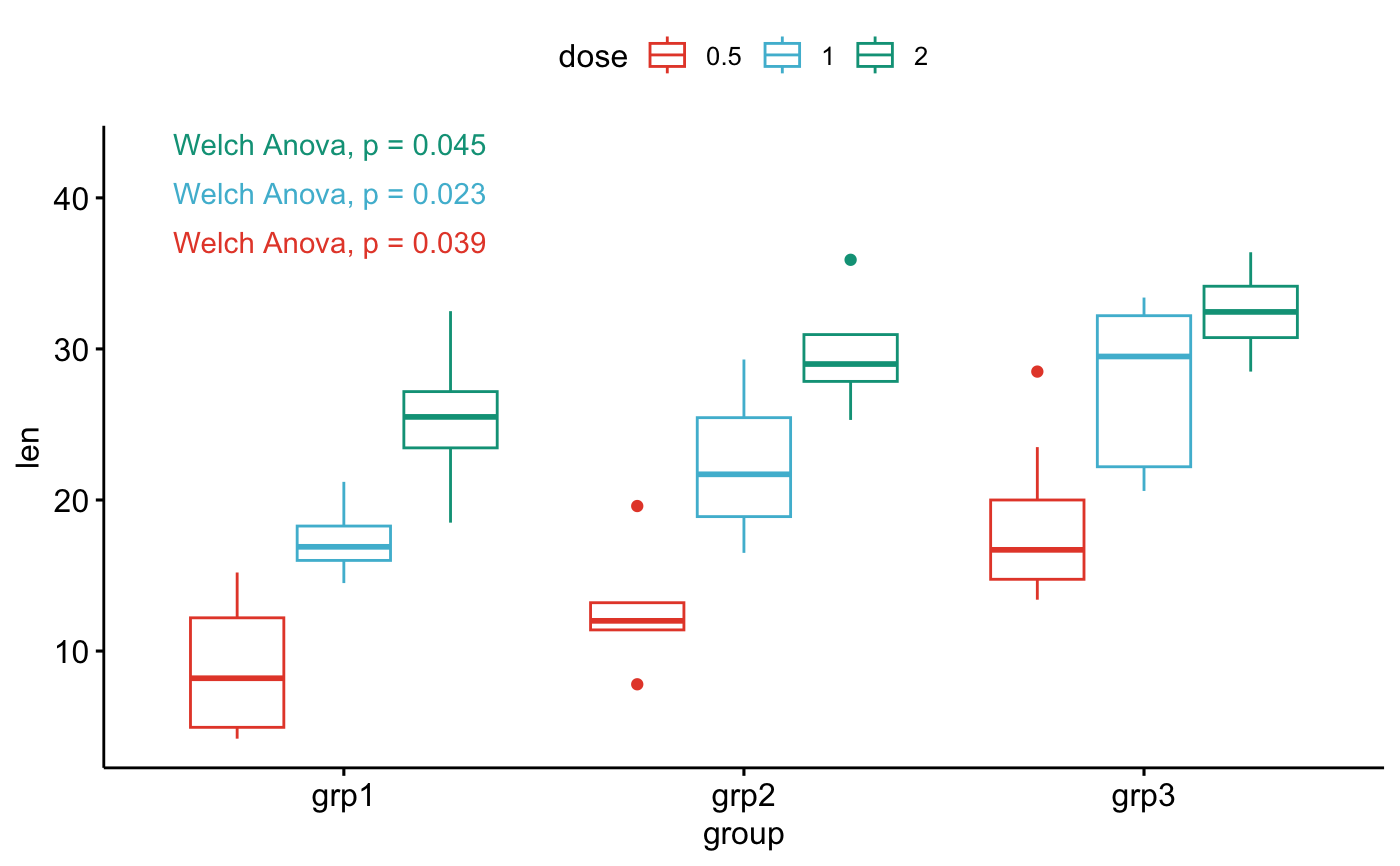 dose 0.5 1 2
Welch Anova, p = 0.045
Welch Anova, p = 0.023
Welch Anova, p = 0.039
40
30
20
10
len
grp1 grp2 grp3
group